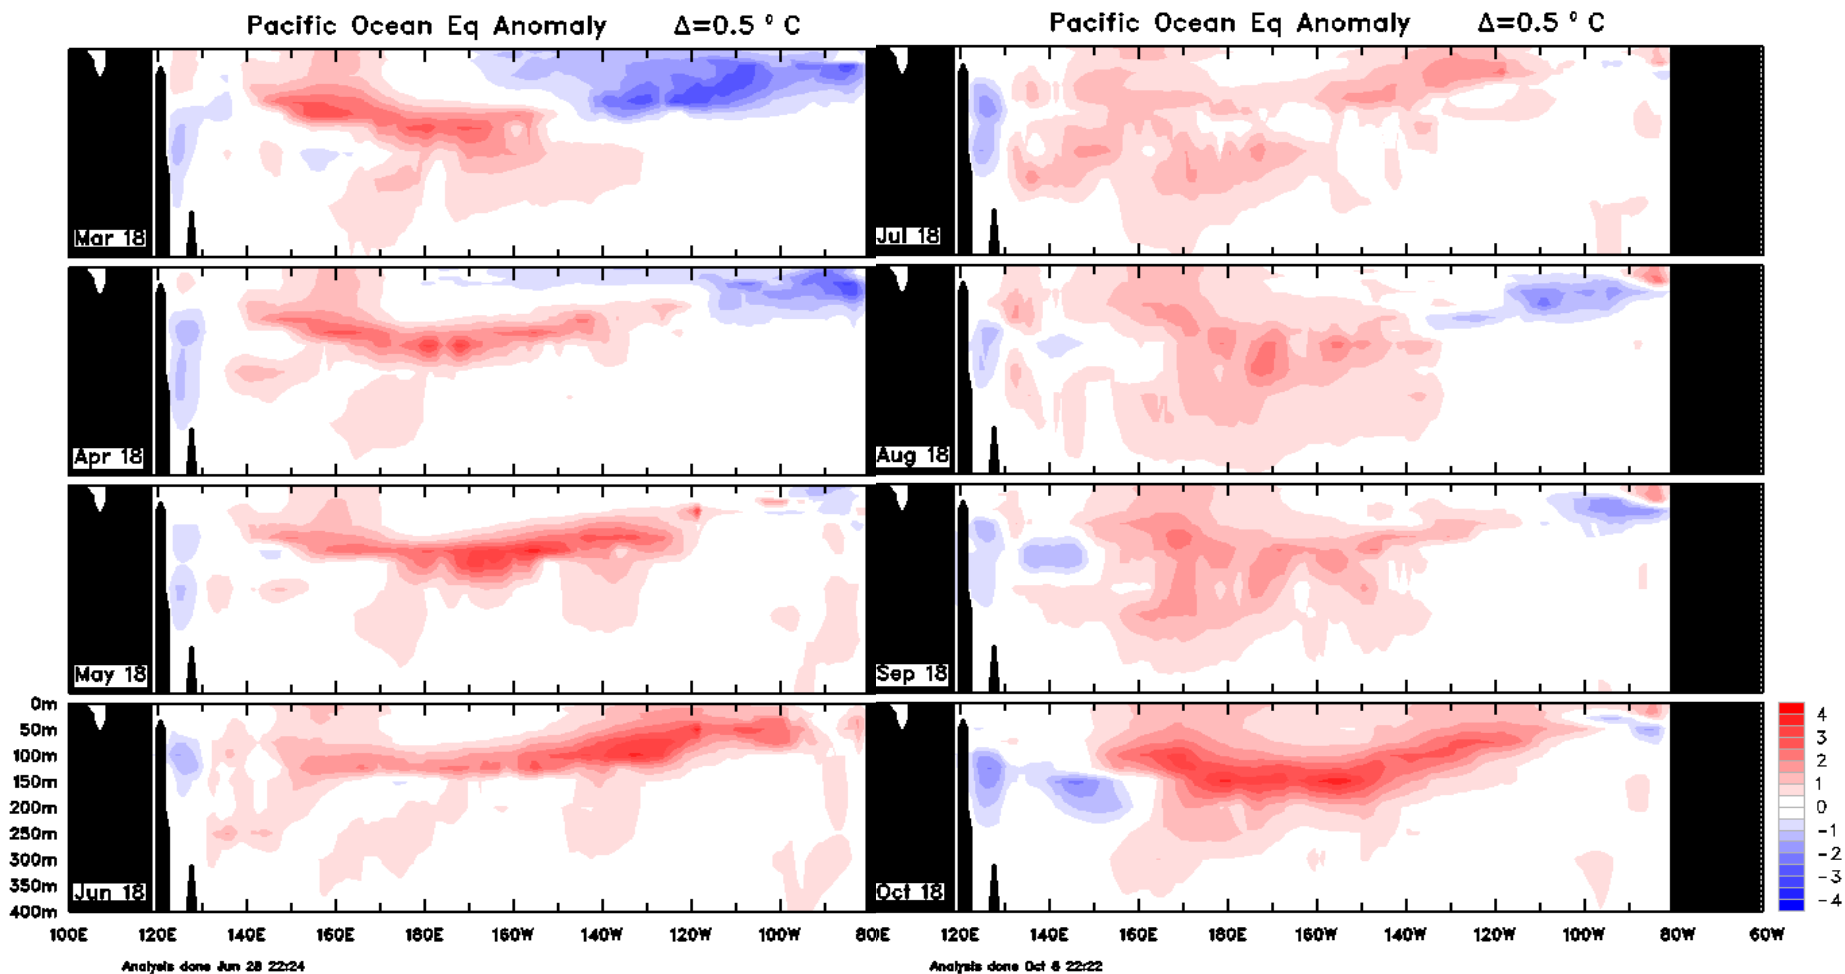 Pacific Ocean Eq Anomaly Δ=0.5 ° C
Pacific Ocean Eq Anomaly Δ=0.5 ° C
Mar 18
Jul 18
Apr 18
Aug 18
May 18
Sep 18
0m
50m
100m
150m
200m
250m
300m
350m
400m
Jun 18
Oct 18
4
3
2
1
0
-1
-2
-3
-4
100E 120E 140E 160E 180E 160W 140W 120W 100W 80
0E 120E 140E 160E 180E 160W 140W 120W 100W 80W 60W
Analysis done Jun 28 22:24
Analysis done Oct 6 22:22